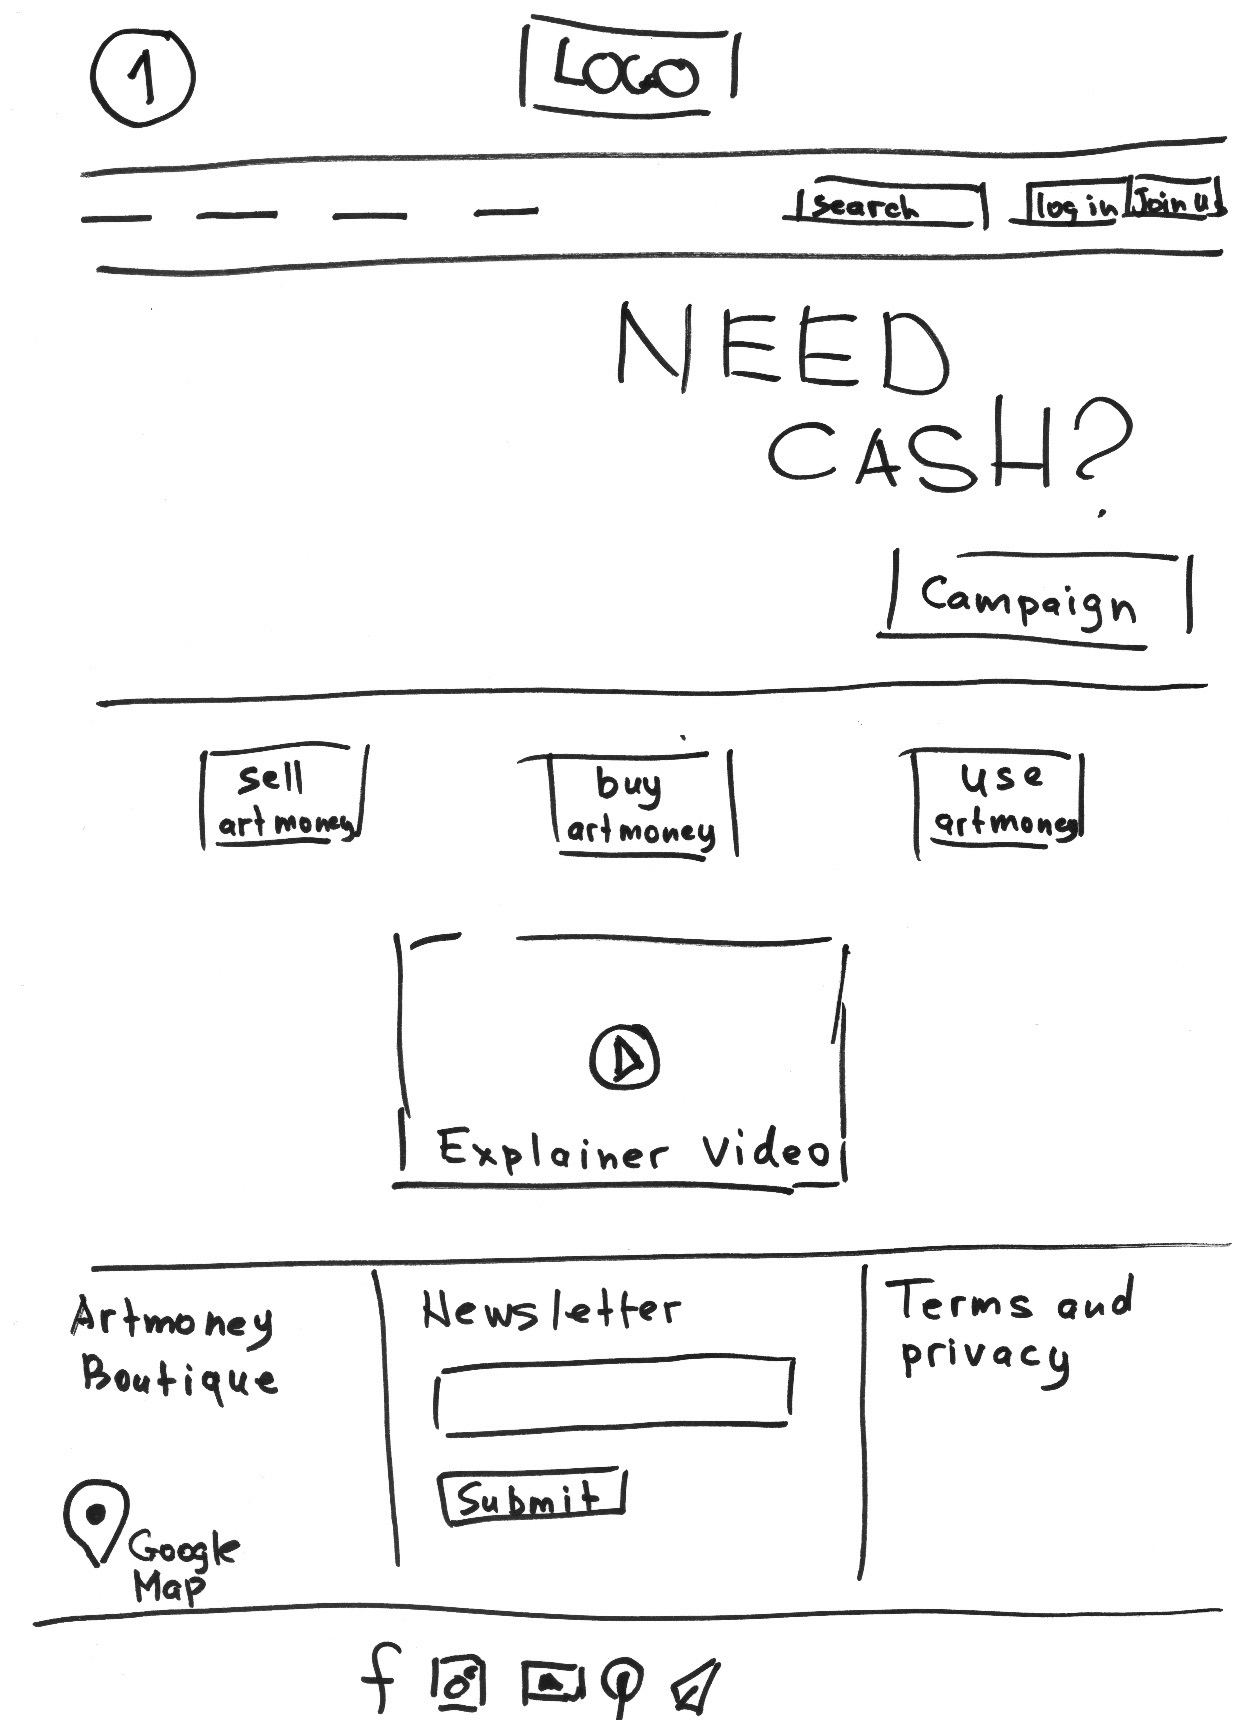 1
LOGO
search
log in
Join us
NEED
CASH?
Campaign
sell
artmoney
buy
artmoney
use
artmoney
Explainer Video
Artmoney
Boutique
Google
Map
Newsletter
Submit
Terms and
privacy
f